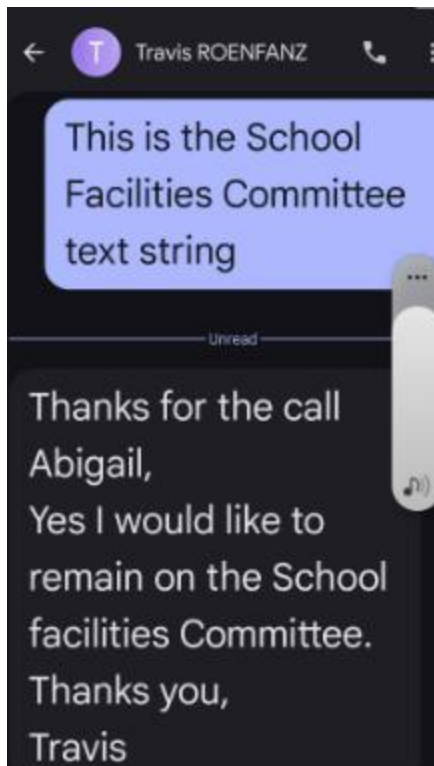 T Travis ROENFANZ
This is the School
Facilities Committee
text string
Unread
Thanks for the call
Abigail,
Yes I would like to
remain on the School
facilities Committee.
Thanks you,
Travis